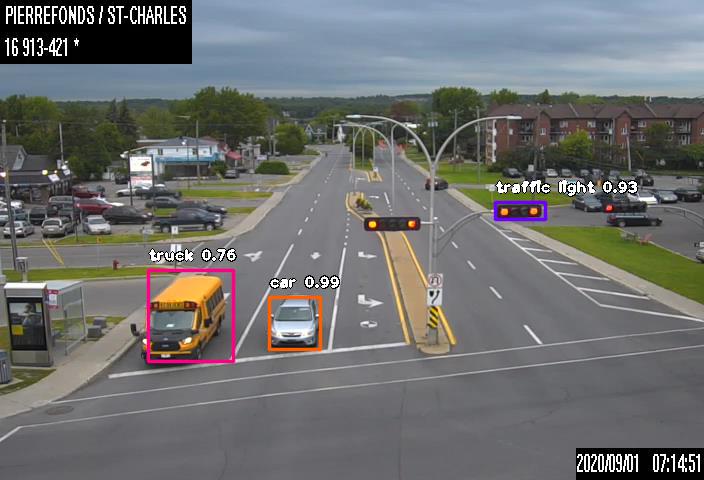 PIERREFONDS / ST-CHARLES
16 913-421 *
traffic light 0.93
truck 0.76
car 0.99
2020/09/01 07:14:51